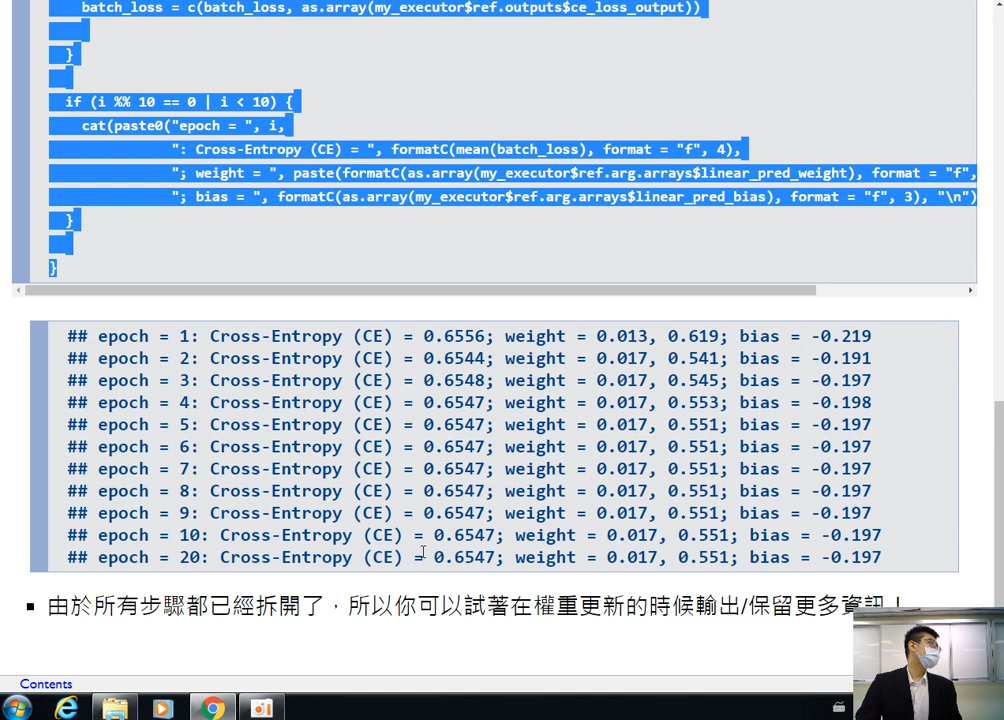 batch_loss = c(batch_loss, as.array(my_executor$ref.outputs$ce_loss_output))
}
if (i %% 10 == 0 | i < 10) {
cat(paste0("epoch = ", i,
": Cross-Entropy (CE) = ", formatC(mean(batch_loss), format = "f", 4),
"; weight = ", paste(formatC(as.array(my_executor$ref.arg.arrays$linear_pred_weight), format = "f",
"; bias = ", formatC(as.array(my_executor$ref.arg.arrays$linear_pred_bias), format = "f", 3), "\n")
}
}
## epoch = 1: Cross-Entropy (CE) = 0.6556; weight = 0.013, 0.619; bias = -0.219
## epoch = 2: Cross-Entropy (CE) = 0.6544; weight = 0.017, 0.541; bias = -0.191
## epoch = 3: Cross-Entropy (CE) = 0.6548; weight = 0.017, 0.545; bias = -0.197
## epoch = 4: Cross-Entropy (CE) = 0.6547; weight = 0.017, 0.553; bias = -0.198
## epoch = 5: Cross-Entropy (CE) = 0.6547; weight = 0.017, 0.551; bias = -0.197
## epoch = 6: Cross-Entropy (CE) = 0.6547; weight = 0.017, 0.551; bias = -0.197
## epoch = 7: Cross-Entropy (CE) = 0.6547; weight = 0.017, 0.551; bias = -0.197
## epoch = 8: Cross-Entropy (CE) = 0.6547; weight = 0.017, 0.551; bias = -0.197
## epoch = 9: Cross-Entropy (CE) = 0.6547; weight = 0.017, 0.551; bias = -0.197
## epoch = 10: Cross-Entropy (CE) = 0.6547; weight = 0.017, 0.551; bias = -0.197
## epoch = 20: Cross-Entropy (CE) = 0.6547; weight = 0.017, 0.551; bias = -0.197
▪ 由於所有步驟都已經拆開了，所以你可以試著在權重更新的時候輸出/保留更多資訊！
Contents